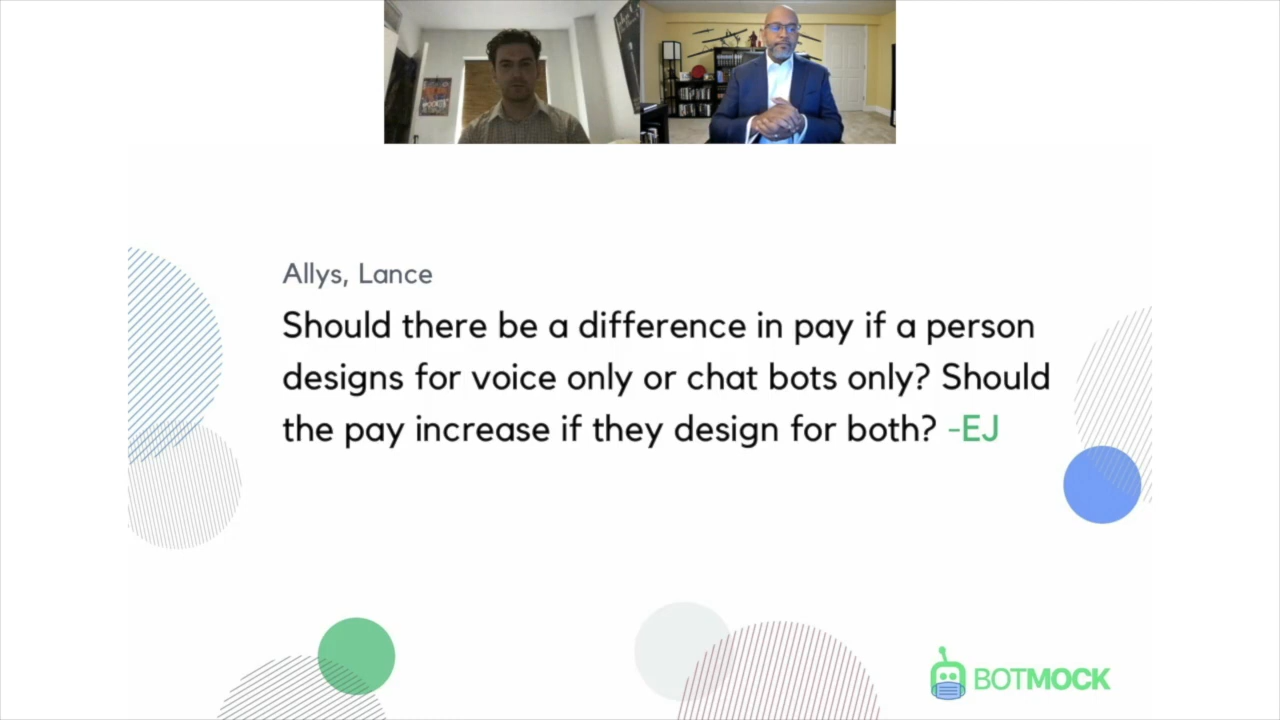 Allys, Lance
Should there be a difference in pay if a person
designs for voice only or chat bots only? Should
the pay increase if they design for both? -EJ
BOTMOCK